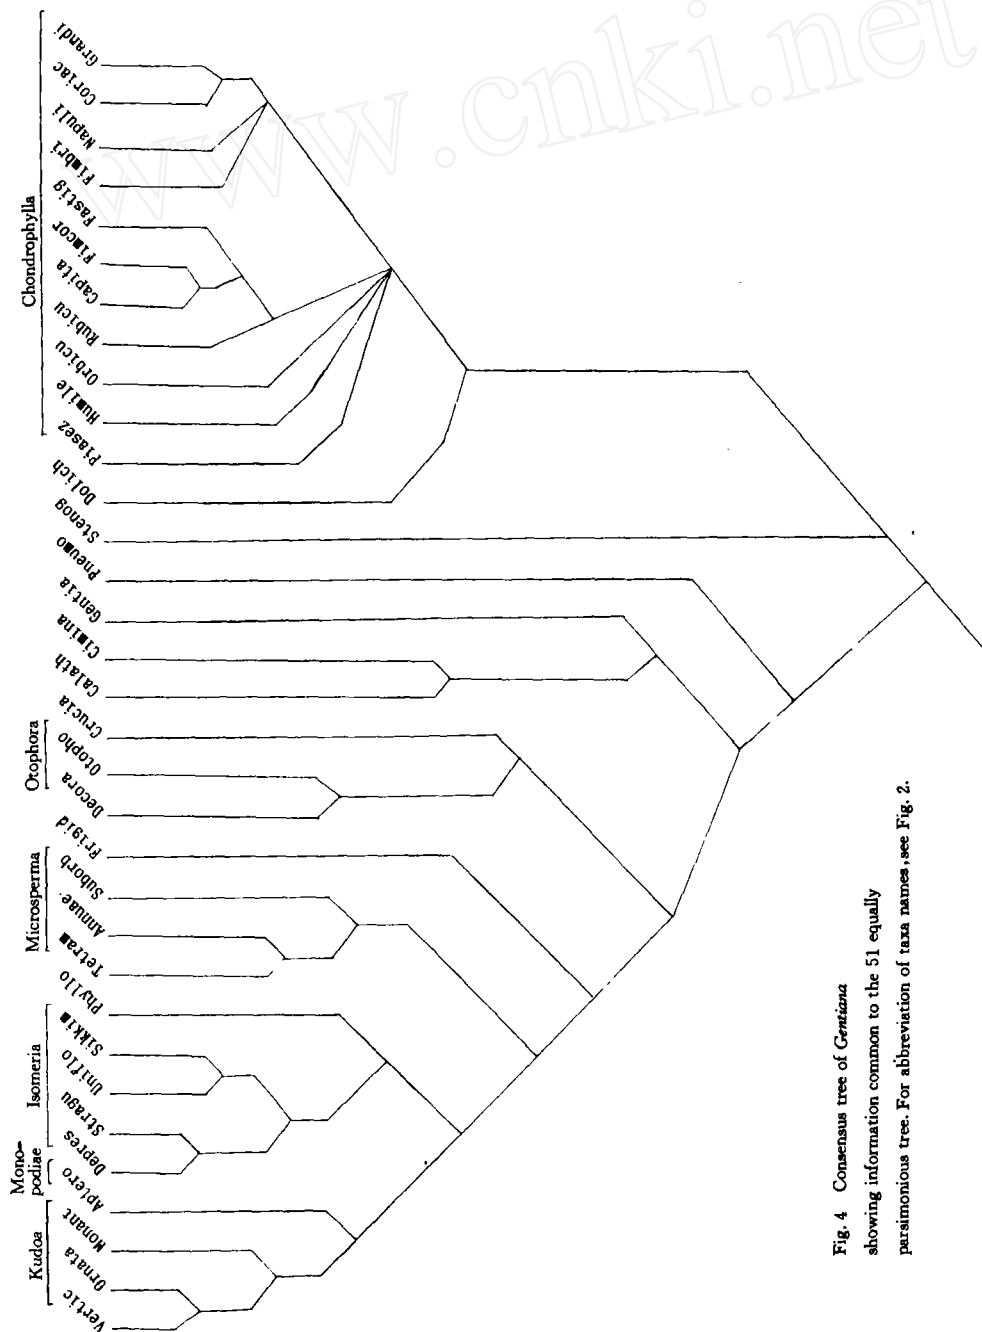 www.cnki.net
Chondrophylla
Otophora
Microsperma
Isomeria
Mono-
podiae
Kudoa
Grandi
Coriac
Napuli
Fimbri
Fastig
Fimcor
Capita
Rubicu
Orbicu
Humile
Piasez
Dolich
Stenog
Pneumo
Gentia
Cimina
Calath
Crucia
Otopho
Decora
Frigid
Suborb
Annuae
Tetram
Phyllo
Sikkim
Uniflo
Stragu
Depres
Aptero
Monant
Ornata
Vertic
Fig. 4 Consensus tree of Gentiana
showing information common to the 51 equally
parsimonious tree. For abbreviation of taxa names, see Fig. 2.